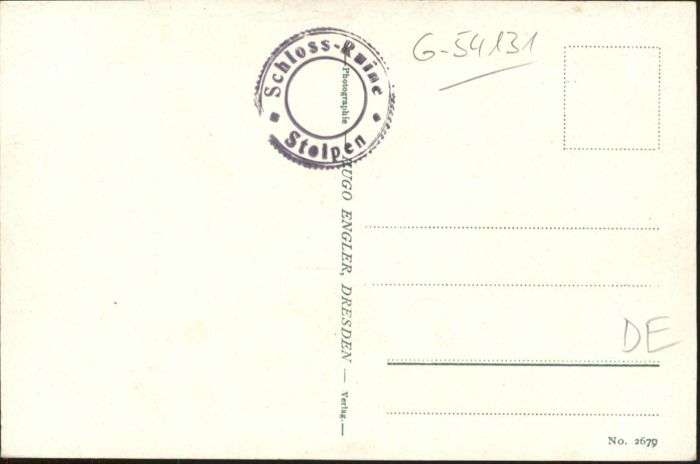 Schloss-Ruine
Stolpen
G-54131
Photographie HUGO ENGLER, DRESDEN — Verlag.—
DE
No. 2679